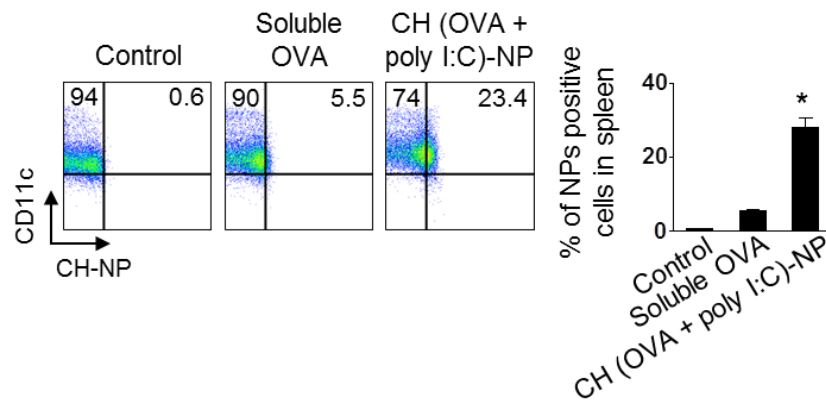 Control
Soluble
OVA
CH (OVA +
poly I:C)-NP
94 0.6
90 5.5
74 23.4
CD11c
CH-NP
% of NPs positive
cells in spleen
40
20
0
*
Control
Soluble OVA
CH (OVA + poly I:C)-NP